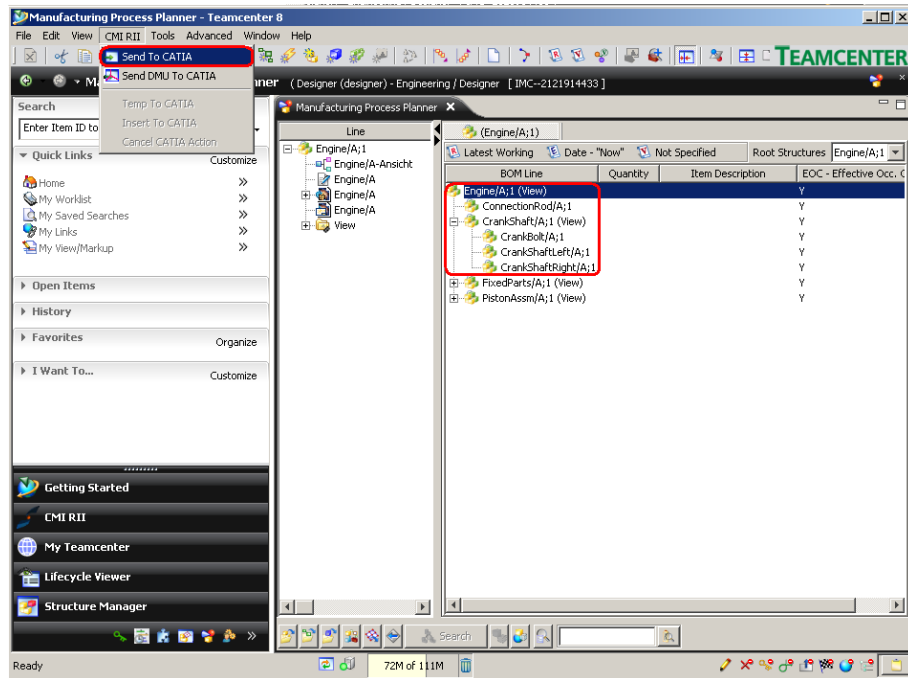 Manufacturing Process Planner - Teamcenter 8
File Edit View CMI RII Tools Advanced Window Help
Send To CATIA
TEAMCENTER
Send DMU To CATIA
( Designer (designer) - Engineering / Designer [ IMC--2121914433 ]
Temp To CATIA
Insert To CATIA
Cancel CATIA Action
Search
Enter Item ID to
Quick Links
Customize
Home
My Worklist
My Saved Searches
My Links
My View/Markup
Open Items
History
Favorites
Organize
I Want To...
Customize
Getting Started
CMI RII
My Teamcenter
Lifecycle Viewer
Structure Manager
Manufacturing Process Planner
Line
Engine/A;1
Engine/A-Ansicht
Engine/A
Engine/A
Engine/A
View
(Engine/A;1)
Latest Working Date - "Now" Not Specified Root Structures Engine/A;1
BOM Line Quantity Item Description EOC - Effective Occ. C
Engine/A;1 (View) Y
ConnectionRod/A;1 Y
CrankShaft/A;1 (View) Y
CrankBolt/A;1 Y
CrankShaftLeft/A;1 Y
CrankShaftRight/A;1 Y
FixedParts/A;1 (View) Y
PistonAssm/A;1 (View) Y
Search
Ready
72M of 111M